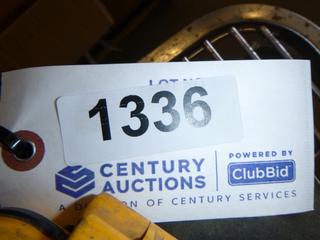 LOT NO
1336
CENTURY
AUCTIONS
POWERED BY
ClubBid
A DIVISION OF CENTURY SERVICES